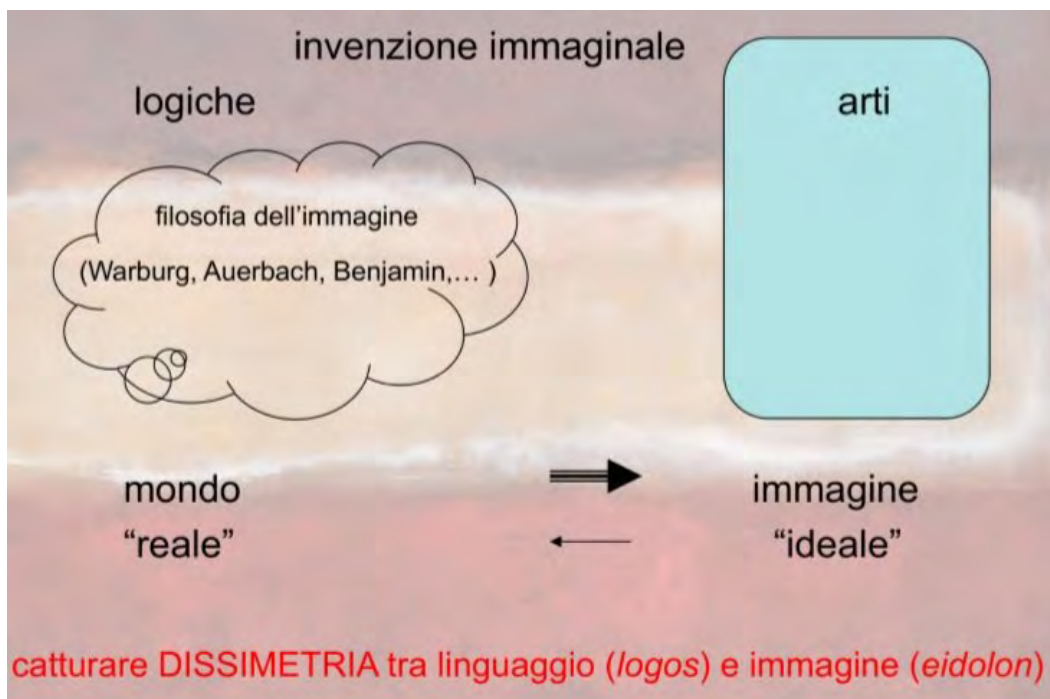 invenzione immaginale
logiche
arti
filosofia dell'immagine
(Warburg, Auerbach, Benjamin,… )
mondo
“reale”
immagine
“ideale”
catturare DISSIMETRIA tra linguaggio (logos) e immagine (eidolon)